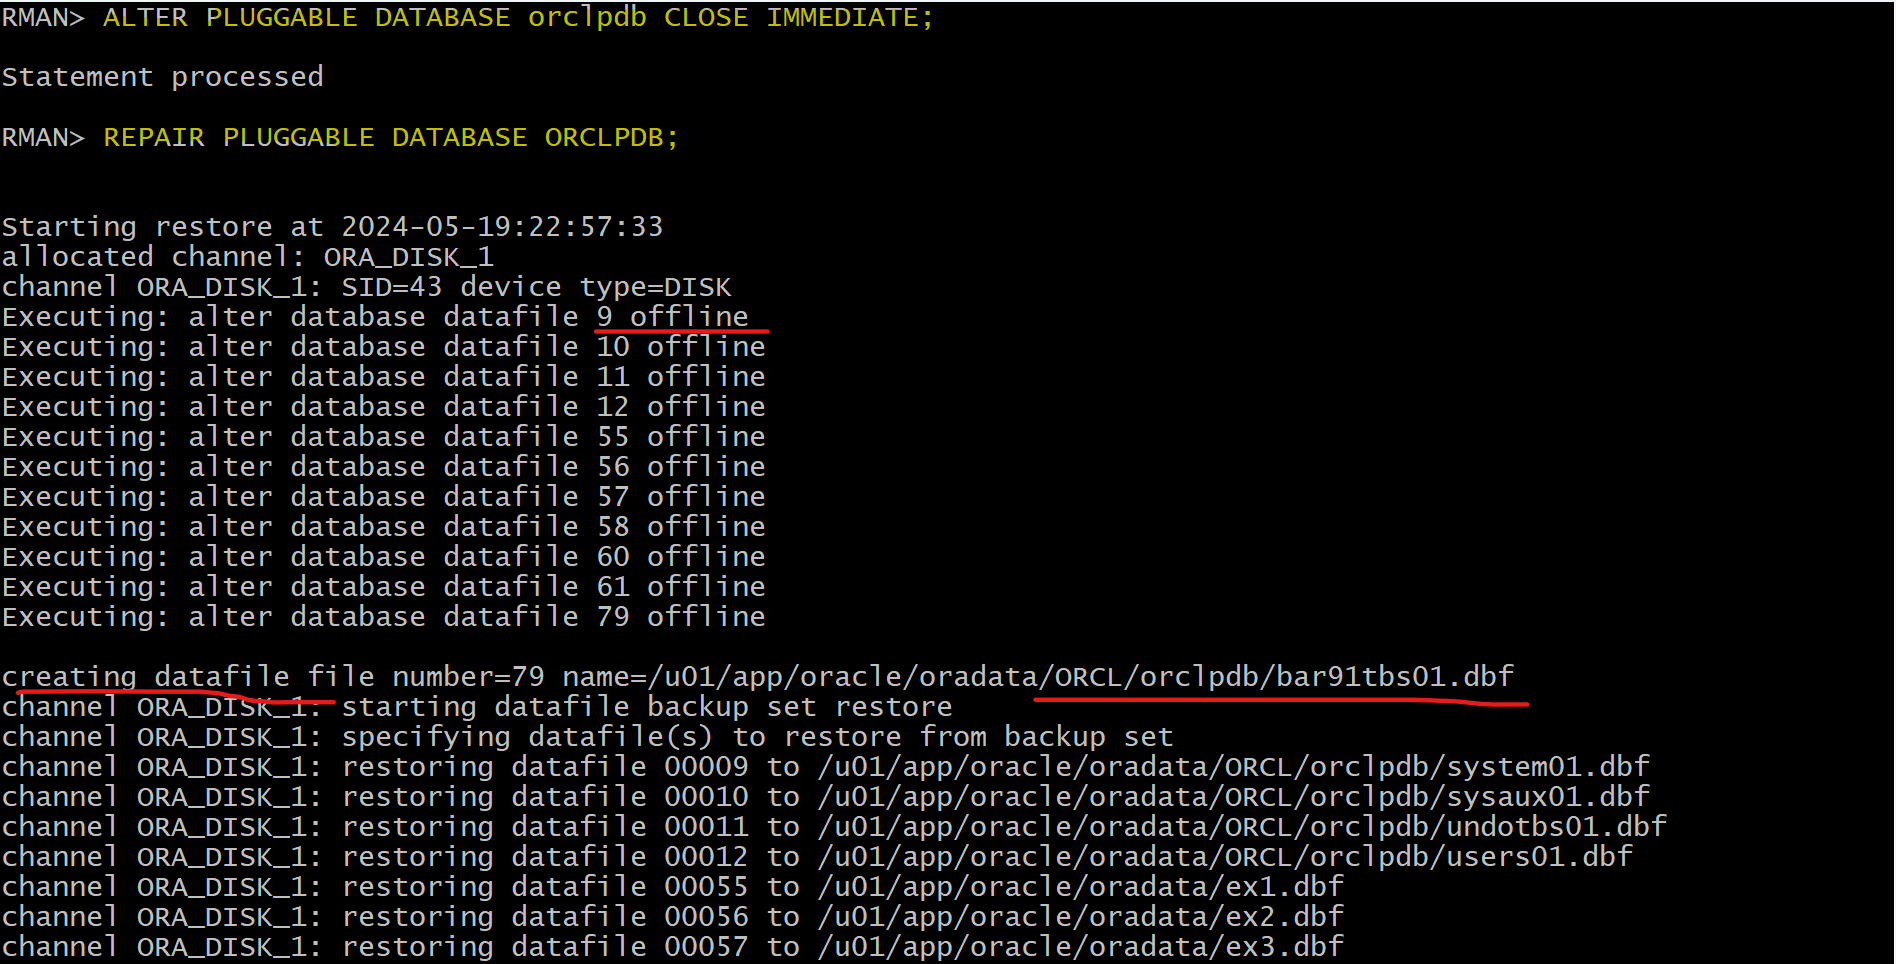 RMAN> ALTER PLUGGABLE DATABASE orclpdb CLOSE IMMEDIATE;
Statement processed
RMAN> REPAIR PLUGGABLE DATABASE ORCLPDB;
Starting restore at 2024-05-19:22:57:33
allocated channel: ORA_DISK_1
channel ORA_DISK_1: SID=43 device type=DISK
Executing: alter database datafile 9 offline
Executing: alter database datafile 10 offline
Executing: alter database datafile 11 offline
Executing: alter database datafile 12 offline
Executing: alter database datafile 55 offline
Executing: alter database datafile 56 offline
Executing: alter database datafile 57 offline
Executing: alter database datafile 58 offline
Executing: alter database datafile 60 offline
Executing: alter database datafile 61 offline
Executing: alter database datafile 79 offline
creating datafile file number=79 name=/u01/app/oracle/oradata/ORCL/orclpdb/bar91tbs01.dbf
channel ORA_DISK_1: starting datafile backup set restore
channel ORA_DISK_1: specifying datafile(s) to restore from backup set
channel ORA_DISK_1: restoring datafile 00009 to /u01/app/oracle/oradata/ORCL/orclpdb/system01.dbf
channel ORA_DISK_1: restoring datafile 00010 to /u01/app/oracle/oradata/ORCL/orclpdb/sysaux01.dbf
channel ORA_DISK_1: restoring datafile 00011 to /u01/app/oracle/oradata/ORCL/orclpdb/undotbs01.dbf
channel ORA_DISK_1: restoring datafile 00012 to /u01/app/oracle/oradata/ORCL/orclpdb/users01.dbf
channel ORA_DISK_1: restoring datafile 00055 to /u01/app/oracle/oradata/ex1.dbf
channel ORA_DISK_1: restoring datafile 00056 to /u01/app/oracle/oradata/ex2.dbf
channel ORA_DISK_1: restoring datafile 00057 to /u01/app/oracle/oradata/ex3.dbf